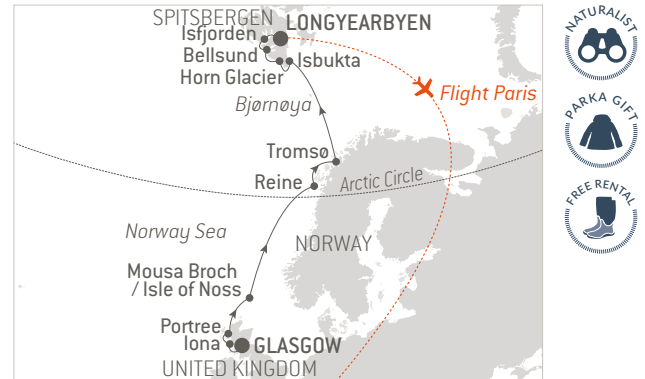 SPITSBERGEN
LONGYEARBYEN
Isfjorden
Bellsund
Isbukta
Horn Glacier
Flight Paris
Bjørnøya
Tromsø
Reine
Arctic Circle
Norway Sea
NORWAY
Mousa Broch
/ Isle of Noss
Portree
Iona
GLASGOW
UNITED KINGDOM
NATURALIST
PARKA GIFT
FREE RENTAL